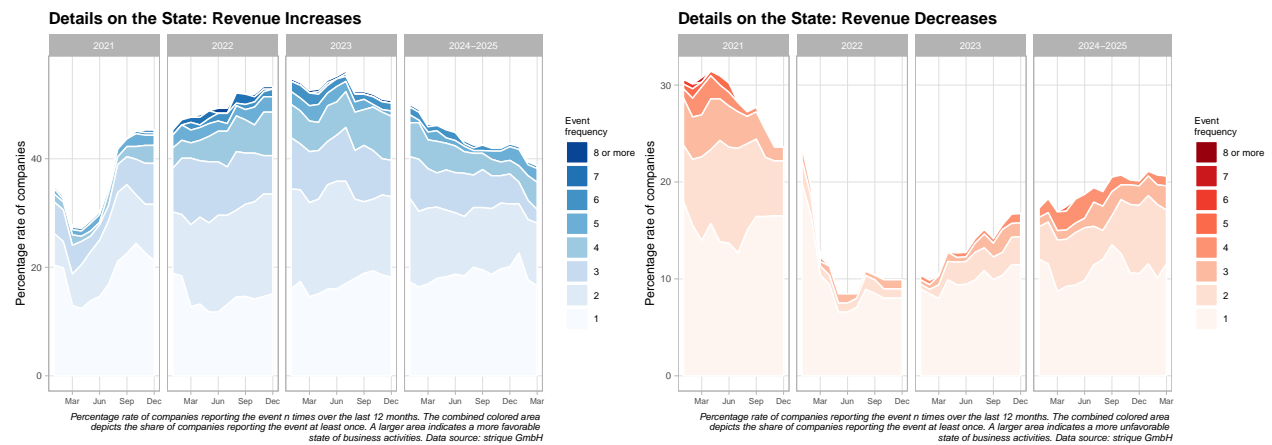 Details on the State: Revenue Increases
2021
2022
2023
2024–2025
Percentage rate of companies
40
20
0
Mar Jun Sep Dec
Mar Jun Sep Dec
Mar Jun Sep Dec
Mar Jun Sep Dec Mar
Event
frequency
8 or more
7
6
5
4
3
2
1
Percentage rate of companies reporting the event n times over the last 12 months. The combined colored area
depicts the share of companies reporting the event at least once. A larger area indicates a more favorable
state of business activities. Data source: strique GmbH
Details on the State: Revenue Decreases
2021
2022
2023
2024–2025
Percentage rate of companies
30
20
10
0
Mar Jun Sep Dec
Mar Jun Sep Dec
Mar Jun Sep Dec
Mar Jun Sep Dec Mar
Event
frequency
8 or more
7
6
5
4
3
2
1
Percentage rate of companies reporting the event n times over the last 12 months. The combined colored area
depicts the share of companies reporting the event at least once. A larger area indicates a more unfavorable
state of business activities. Data source: strique GmbH